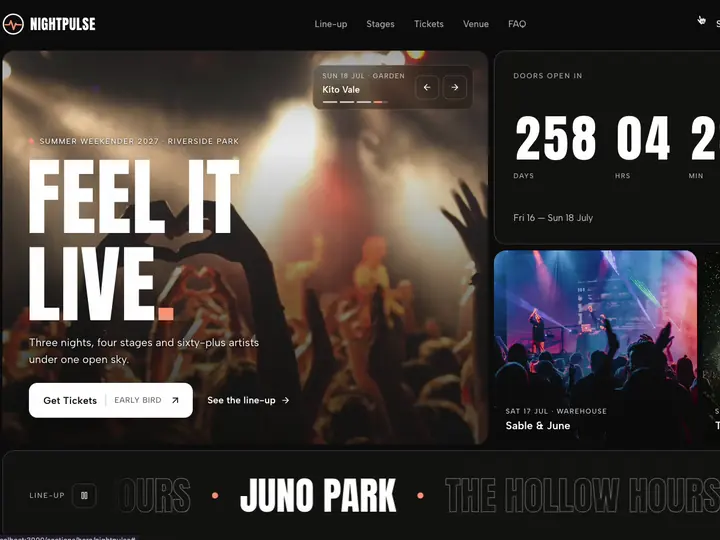 NIGHTPULSE
Line-up Stages Tickets Venue FAQ
SUN 18 JUL · GARDEN
Kito Vale
SUMMER WEEKENDER 2027 · RIVERSIDE PARK
FEEL IT
LIVE.
Three nights, four stages and sixty-plus artists
under one open sky.
Get Tickets EARLY BIRD
See the line-up
DOORS OPEN IN
258 04
DAYS HRS MIN
Fri 16 — Sun 18 July
SAT 17 JUL · WAREHOUSE
Sable & June
LINE-UP
OURS • JUNO PARK • THE HOLLOW HOURS